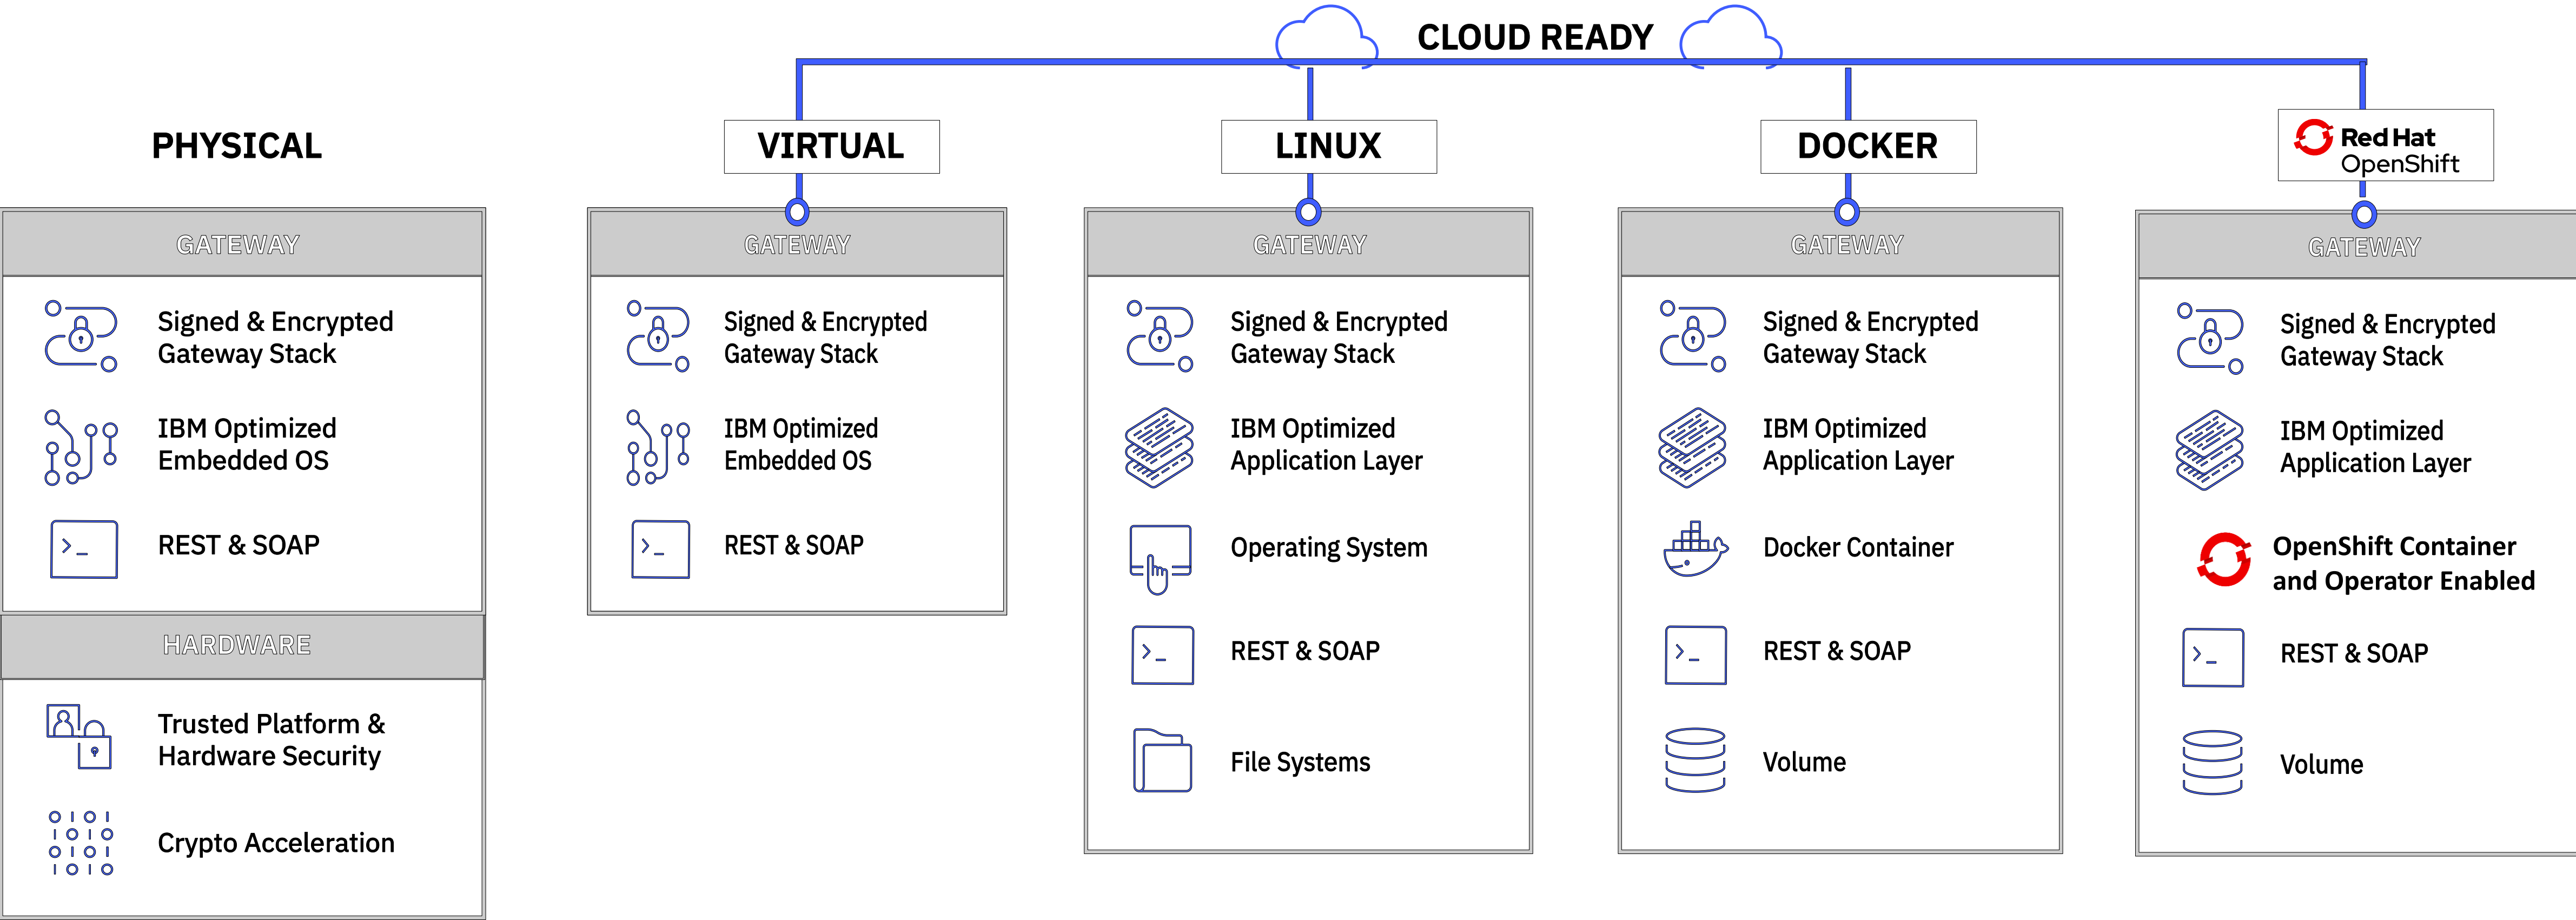 CLOUD READY
PHYSICAL
VIRTUAL
LINUX
DOCKER
Red Hat
OpenShift
GATEWAY
Signed & Encrypted
Gateway Stack
IBM Optimized
Embedded OS
>_
REST & SOAP
HARDWARE
Trusted Platform &
Hardware Security
Crypto Acceleration
GATEWAY
Signed & Encrypted
Gateway Stack
IBM Optimized
Embedded OS
>_
REST & SOAP
GATEWAY
Signed & Encrypted
Gateway Stack
IBM Optimized
Application Layer
Operating System
>_
REST & SOAP
File Systems
GATEWAY
Signed & Encrypted
Gateway Stack
IBM Optimized
Application Layer
Docker Container
>_
REST & SOAP
Volume
GATEWAY
Signed & Encrypted
Gateway Stack
IBM Optimized
Application Layer
OpenShift Container
and Operator Enabled
>_
REST & SOAP
Volume